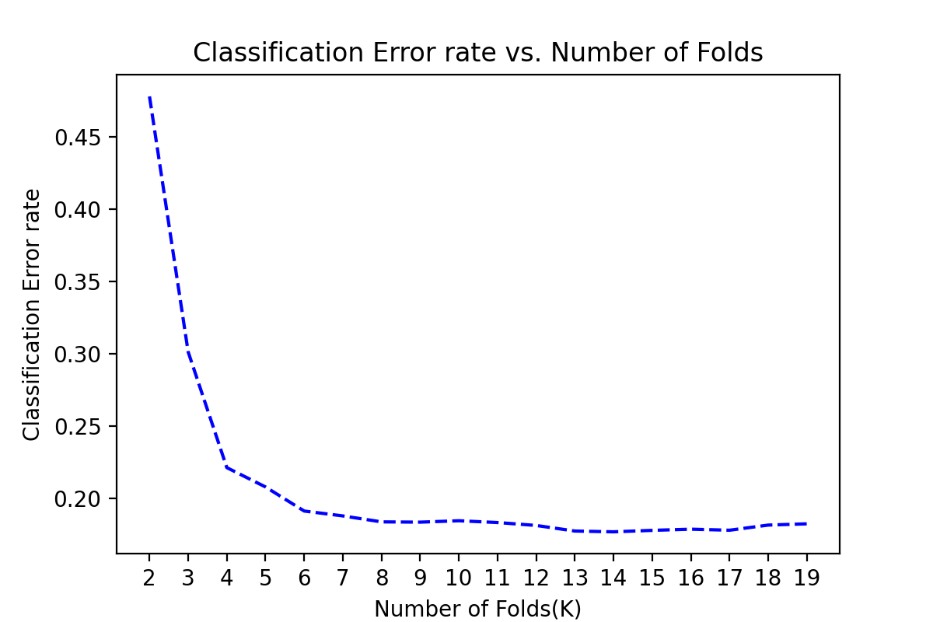 Classification Error rate vs. Number of Folds
Classification Error rate
0.45
0.40
0.35
0.30
0.25
0.20
2 3 4 5 6 7 8 9 10 11 12 13 14 15 16 17 18 19
Number of Folds(K)